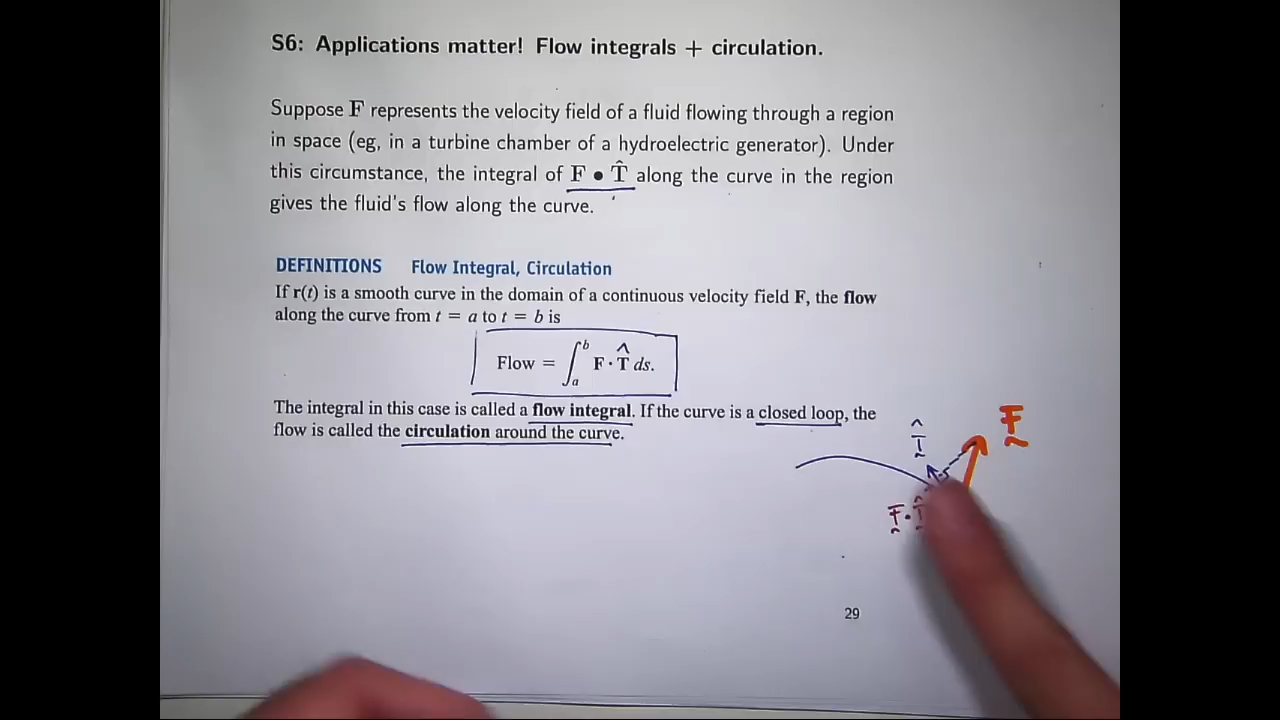 S6: Applications matter! Flow integrals + circulation.
Suppose F represents the velocity field of a fluid flowing through a region
in space (eg, in a turbine chamber of a hydroelectric generator). Under
this circumstance, the integral of F • T̂ along the curve in the region
gives the fluid's flow along the curve.
DEFINITIONS Flow Integral, Circulation
If r(t) is a smooth curve in the domain of a continuous velocity field F, the flow
along the curve from t = a to t = b is
Flow = ∫ₐᵇ F · T̂ ds.
The integral in this case is called a flow integral. If the curve is a closed loop, the
flow is called the circulation around the curve.
T̂
F
F·
29